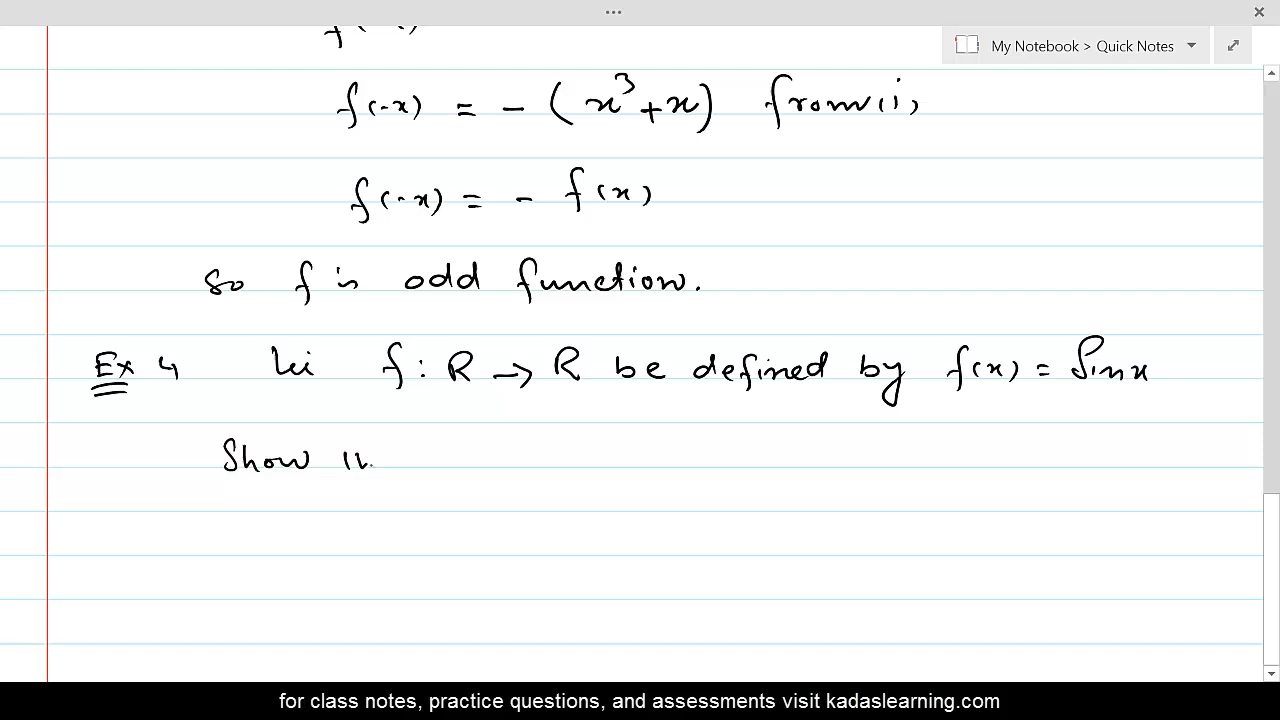 My Notebook > Quick Notes
f(-x) = - (x³+x) from (i)
f(-x) = - f(x)
so f is odd function.
Ex 4 Let f : R → R be defined by f(x) = Sinx
Show
for class notes, practice questions, and assessments visit kadaslearning.com